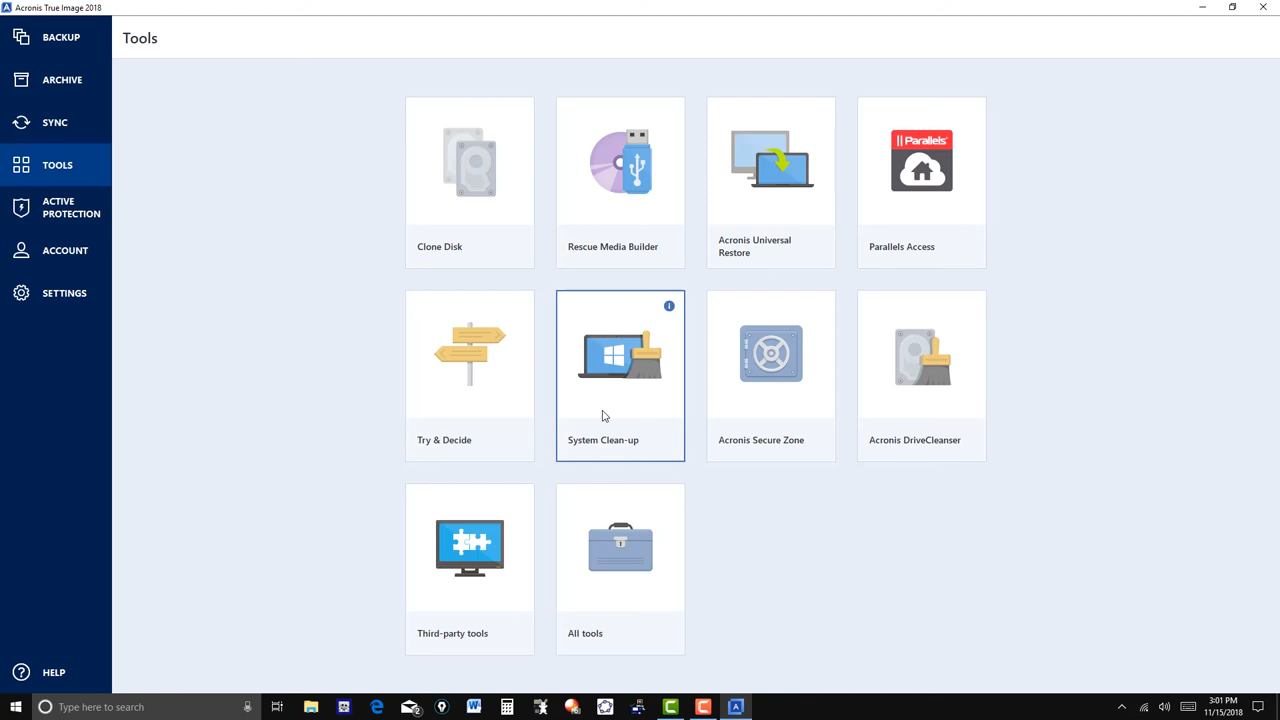 Acronis True Image 2018
BACKUP
ARCHIVE
SYNC
TOOLS
ACTIVE
PROTECTION
ACCOUNT
SETTINGS
HELP
Tools
Clone Disk
Rescue Media Builder
Acronis Universal
Restore
|| Parallels
Parallels Access
Try & Decide
System Clean-up
Acronis Secure Zone
Acronis DriveCleanser
Third-party tools
All tools
Type here to search
3:01 PM
11/15/2018